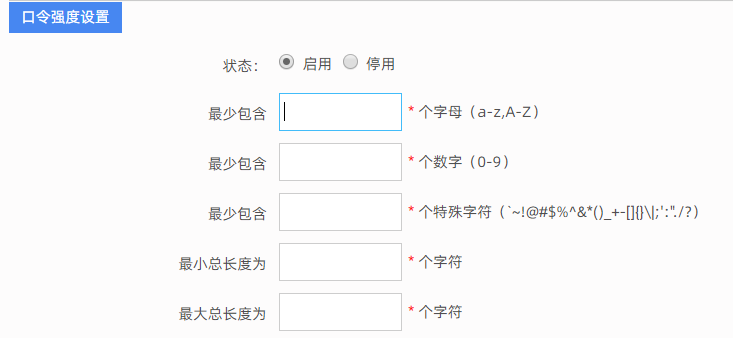 口令强度设置
状态： 启用 停用
最少包含 * 个字母（a-z,A-Z）
最少包含 * 个数字（0-9）
最少包含 * 个特殊字符（`~!@#$%^&*()_+-[]{}\|;':"./?）
最小总长度为 * 个字符
最大总长度为 * 个字符